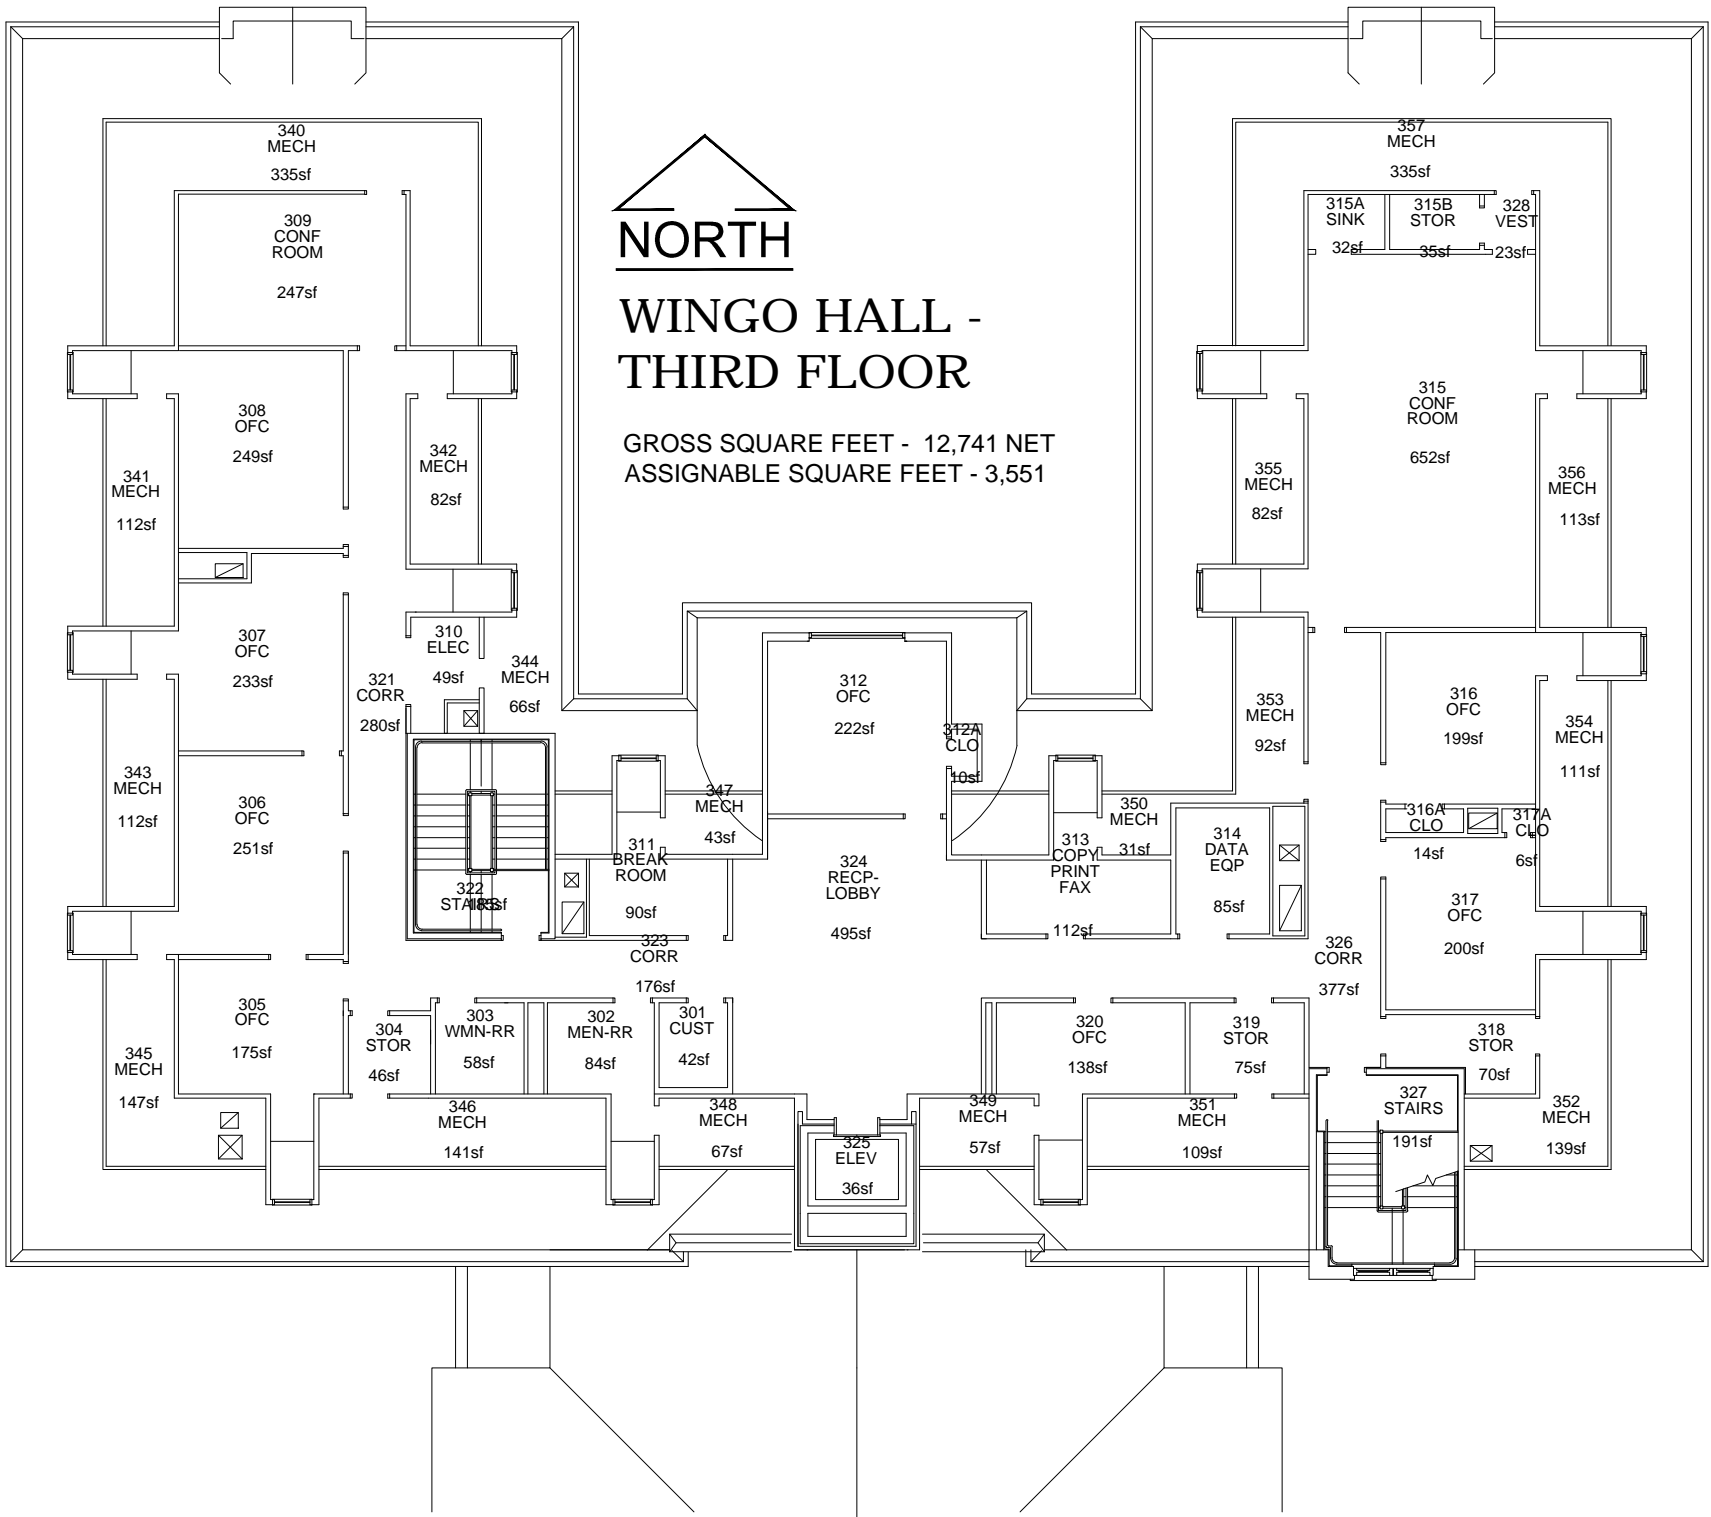 340
MECH
335sf
309
CONF
ROOM
247sf
308
OFC
249sf
341
MECH
112sf
342
MECH
82sf
307
OFC
233sf
310
ELEC
49sf
344
MECH
66sf
321
CORR
280sf
343
MECH
112sf
306
OFC
251sf
322
STAIRS
185sf
305
OFC
175sf
345
MECH
147sf
304
STOR
46sf
303
WMN-RR
58sf
302
MEN-RR
84sf
301
CUST
42sf
346
MECH
141sf
348
MECH
67sf
NORTH
WINGO HALL -
THIRD FLOOR
GROSS SQUARE FEET - 12,741 NET
ASSIGNABLE SQUARE FEET - 3,551
312
OFC
222sf
312A
CLO
10sf
347
MECH
43sf
311
BREAK
ROOM
90sf
323
CORR
176sf
324
RECP-
LOBBY
495sf
313
COPY
PRINT
FAX
112sf
350
MECH
31sf
314
DATA
EQP
85sf
325
ELEV
36sf
349
MECH
57sf
320
OFC
138sf
319
STOR
75sf
351
MECH
109sf
357
MECH
335sf
315A
SINK
32sf
315B
STOR
35sf
328
VEST
23sf
315
CONF
ROOM
652sf
355
MECH
82sf
356
MECH
113sf
353
MECH
92sf
316
OFC
199sf
354
MECH
111sf
316A
CLO
14sf
317A
CLO
6sf
317
OFC
200sf
326
CORR
377sf
318
STOR
70sf
327
STAIRS
191sf
352
MECH
139sf